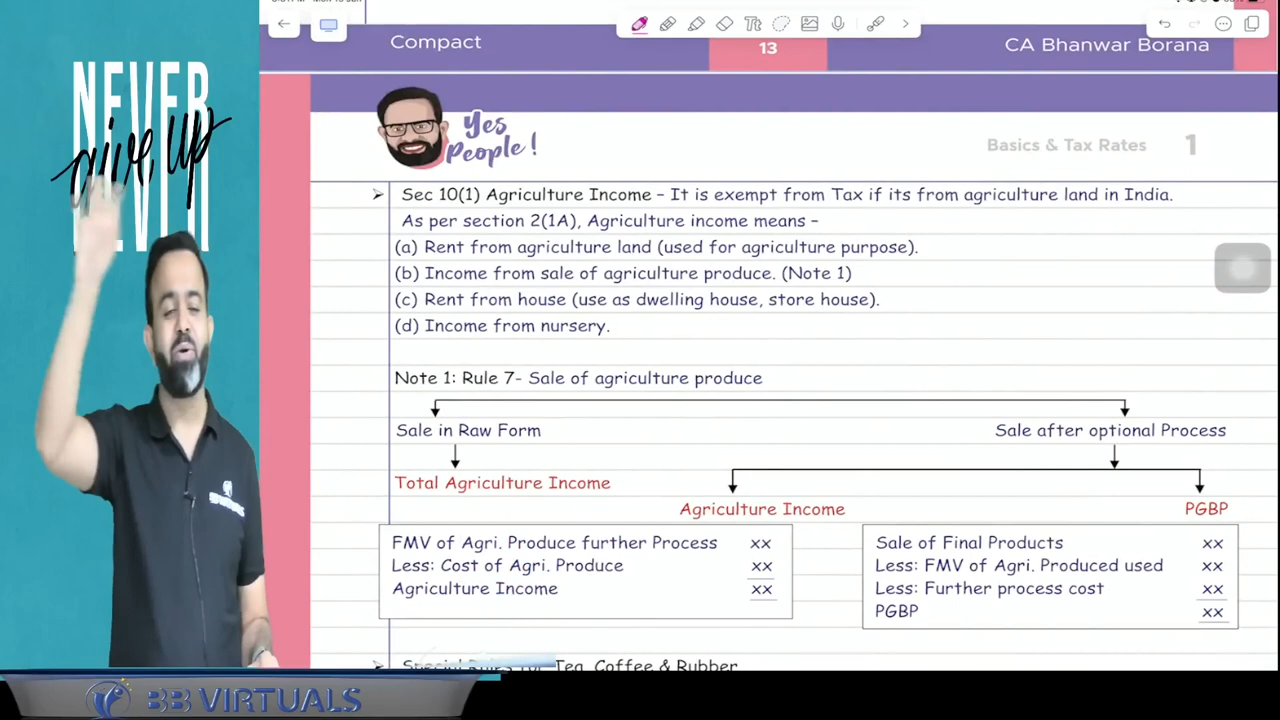 NEVER
give up
NEVER
Compact
13
CA Bhanwar Borana
Yes
People!
Basics & Tax Rates 1
➢ Sec 10(1) Agriculture Income – It is exempt from Tax if its from agriculture land in India.
As per section 2(1A), Agriculture income means –
(a) Rent from agriculture land (used for agriculture purpose).
(b) Income from sale of agriculture produce. (Note 1)
(c) Rent from house (use as dwelling house, store house).
(d) Income from nursery.
Note 1: Rule 7- Sale of agriculture produce
Sale in Raw Form
Sale after optional Process
Total Agriculture Income
Agriculture Income
PGBP
FMV of Agri. Produce further Process xx
Less: Cost of Agri. Produce xx
Agriculture Income xx
Sale of Final Products xx
Less: FMV of Agri. Produced used xx
Less: Further process cost xx
PGBP xx
➢ Special Rules for Tea, Coffee & Rubber
BB VIRTUALS